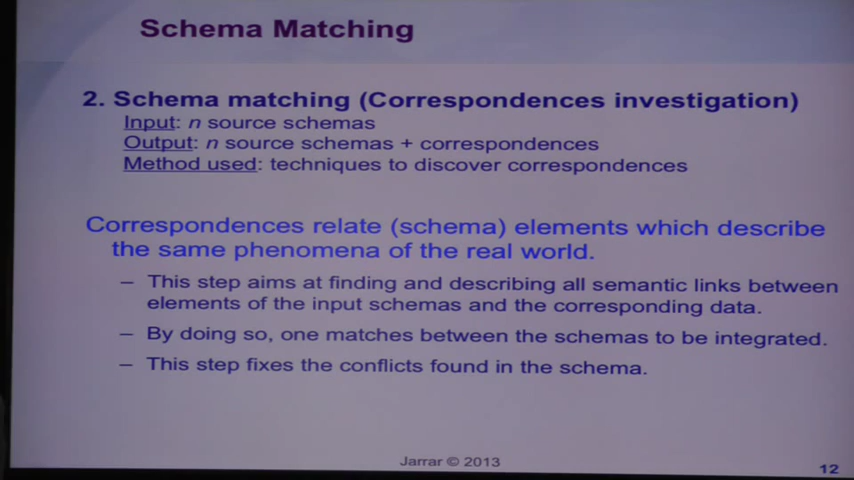 Schema Matching
2. Schema matching (Correspondences investigation)
Input: n source schemas
Output: n source schemas + correspondences
Method used: techniques to discover correspondences
Correspondences relate (schema) elements which describe
the same phenomena of the real world.
– This step aims at finding and describing all semantic links between
elements of the input schemas and the corresponding data.
– By doing so, one matches between the schemas to be integrated.
– This step fixes the conflicts found in the schema.
Jarrar © 2013
12